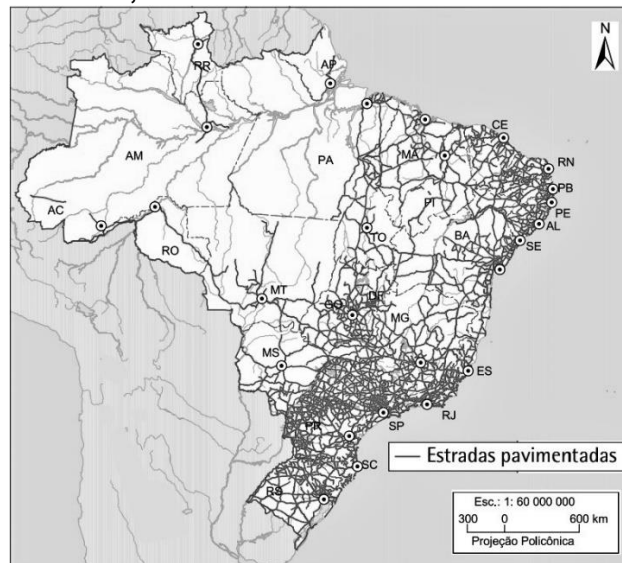 N
RR
AP
AM
PA
MA
CE
RN
PB
PE
AL
SE
PI
AC
RO
TO
BA
MT
GO
DF
MG
MS
ES
RJ
SP
PR
SC
RS
Estradas pavimentadas
Esc.: 1: 60 000 000
300 0 600 km
Projeção Policônica